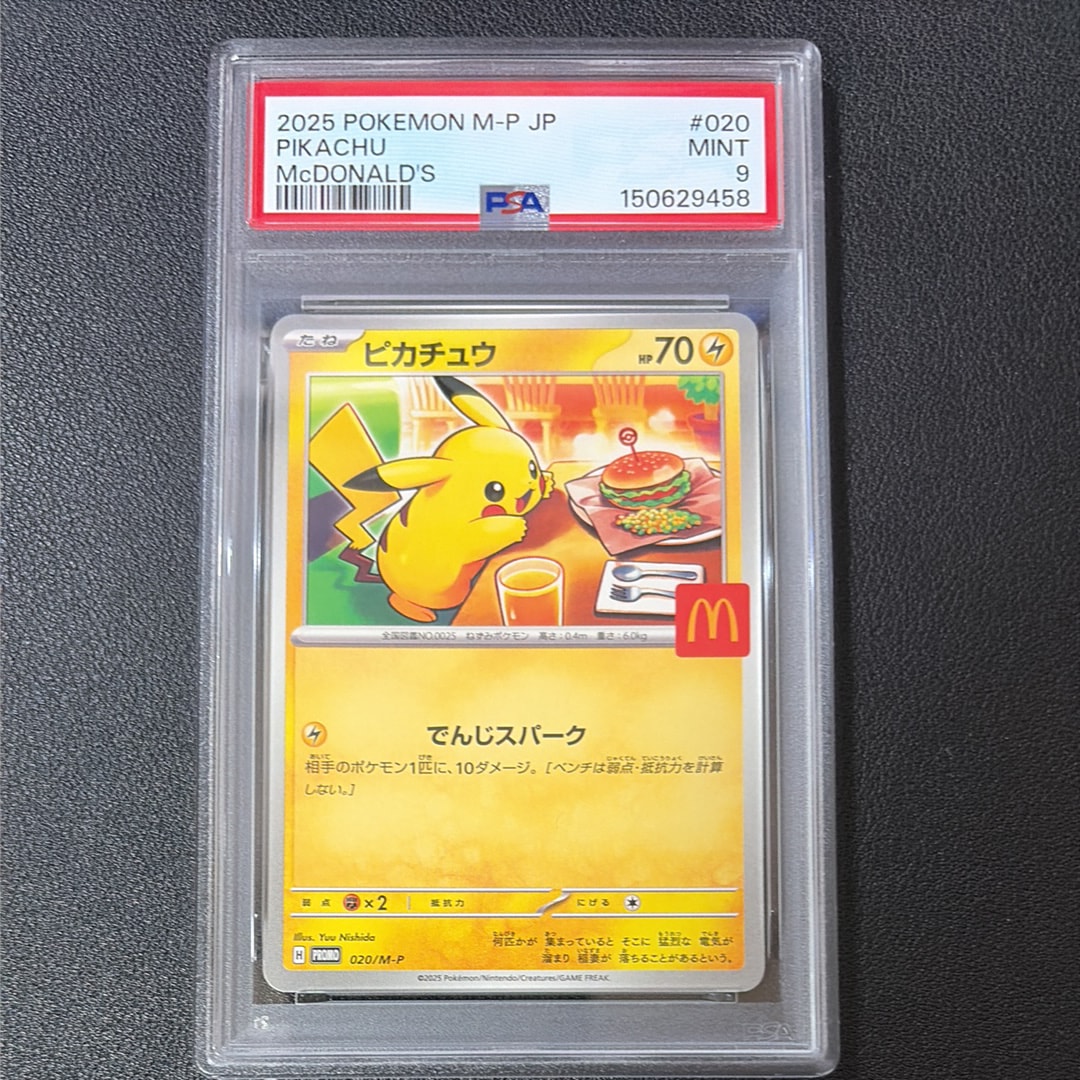 2025 POKEMON M-P JP #020
PIKACHU MINT
McDONALD'S 9
PSA 150629458
たね ピカチュウ HP 70
全国図鑑NO.0025 ねずみポケモン 高さ:0.4m 重さ:6.0kg
でんじスパーク
相手のポケモン1匹に、10ダメージ。[ベンチは弱点・抵抗力を計算
しない。]
弱点 ×2 抵抗力 にげる
Illus. Yuu Nishida
何匹かが 集まっていると そこに 猛烈な 電気が
溜まり 稲妻が 落ちることがあるという。
H PROMO 020/M-P
©2025 Pokémon/Nintendo/Creatures/GAME FREAK.